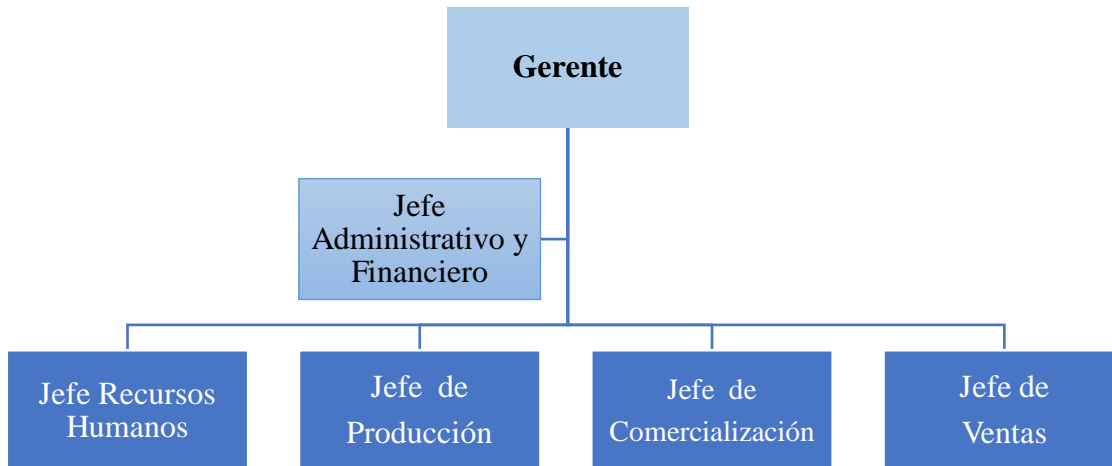 Gerente
Jefe
Administrativo y
Financiero
Jefe Recursos
Humanos
Jefe de
Producción
Jefe de
Comercialización
Jefe de
Ventas